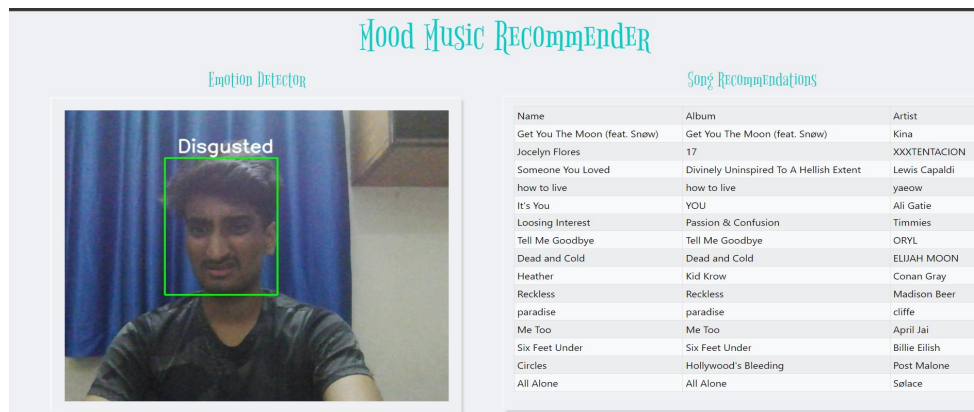 Mood Music Recommender
Emotion Detector
Song Recommendations
Disgusted
Name Album Artist
Get You The Moon (feat. Snøw) Get You The Moon (feat. Snøw) Kina
Jocelyn Flores 17 XXXTENTACION
Someone You Loved Divinely Uninspired To A Hellish Extent Lewis Capaldi
how to live how to live yaeow
It's You YOU Ali Gatie
Loosing Interest Passion & Confusion Timmies
Tell Me Goodbye Tell Me Goodbye ORYL
Dead and Cold Dead and Cold ELIJAH MOON
Heather Kid Krow Conan Gray
Reckless Reckless Madison Beer
paradise paradise cliffe
Me Too Me Too April Jai
Six Feet Under Six Feet Under Billie Eilish
Circles Hollywood's Bleeding Post Malone
All Alone All Alone Sølace